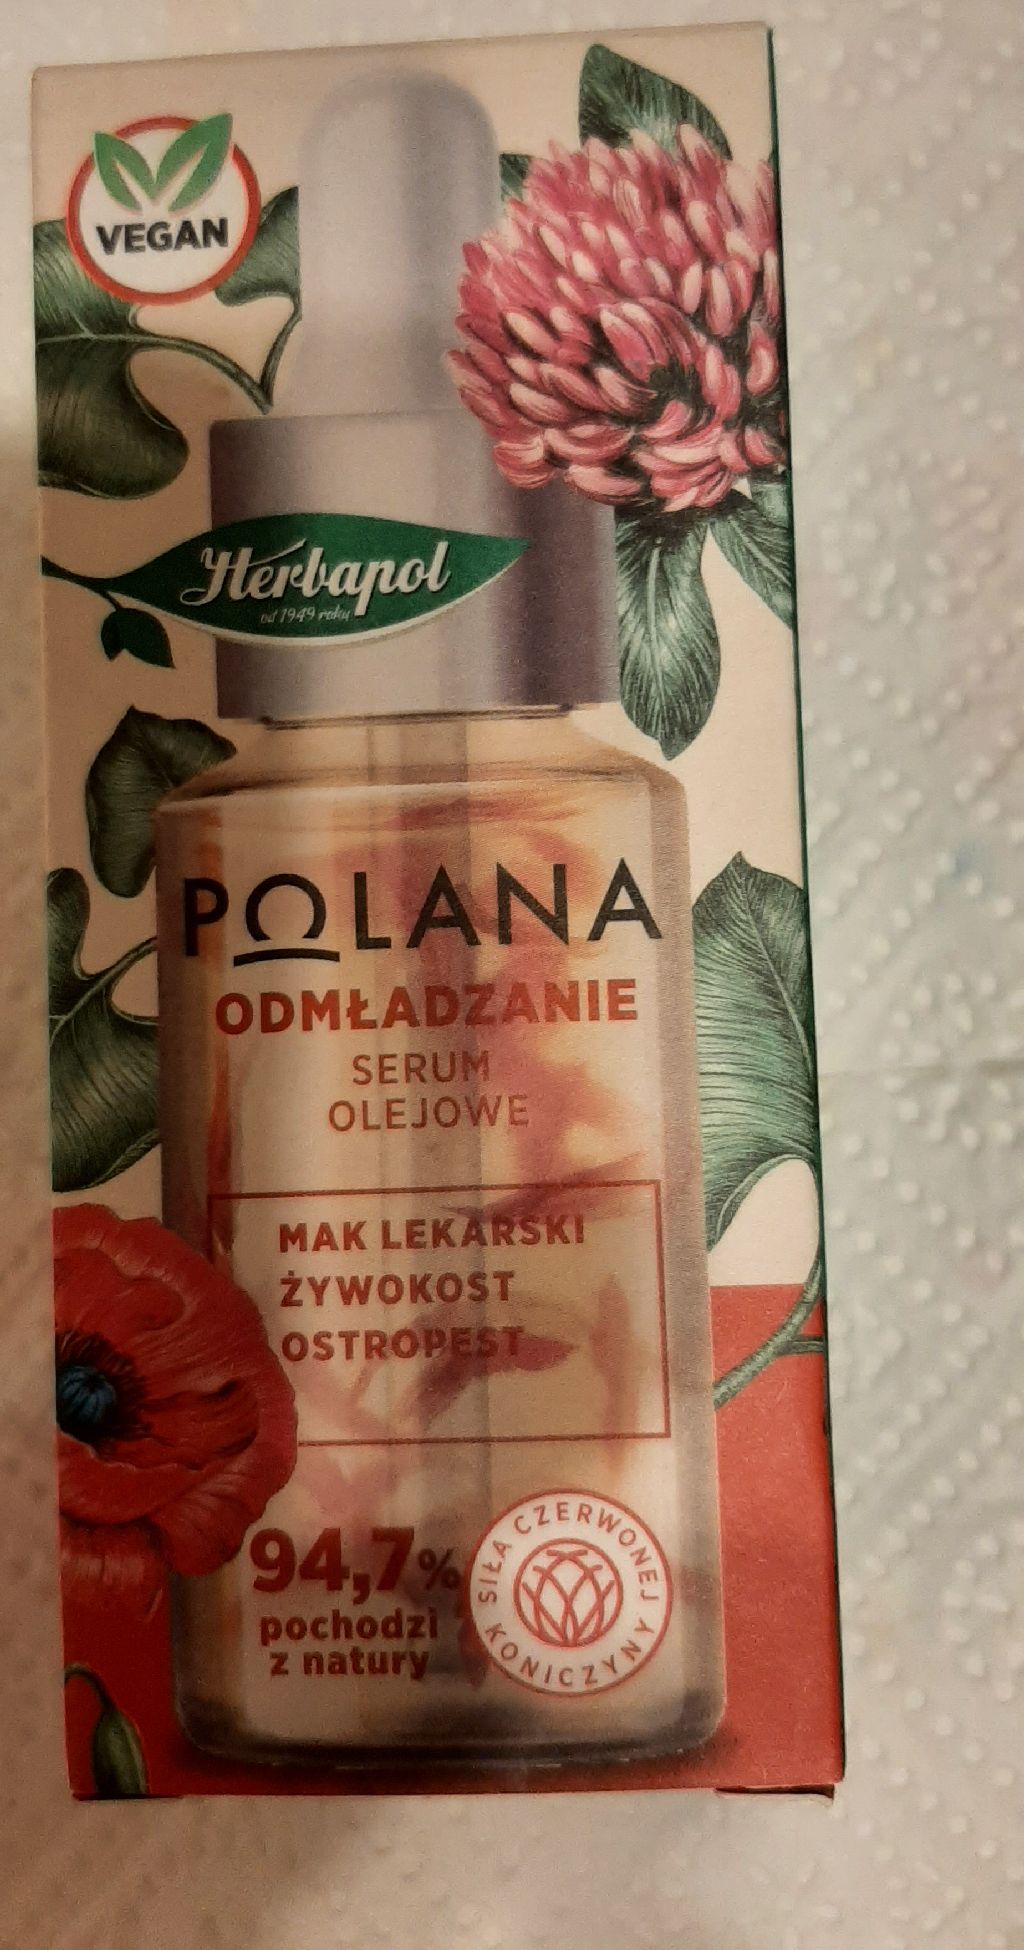 VEGAN
Herbapol
od 1949 roku
POLANA
ODMŁADZANIE
SERUM
OLEJOWE
MAK LEKARSKI
ŻYWOKOST
OSTROPEST
94,7%
pochodzi
z natury
SIŁA CZERWONEJ KONICZYNY